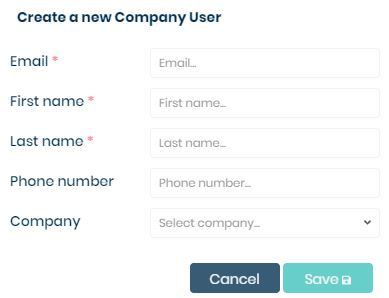 Create a new Company User
Email * Email...
First name * First name...
Last name * Last name...
Phone number Phone number...
Company Select company...
Cancel Save